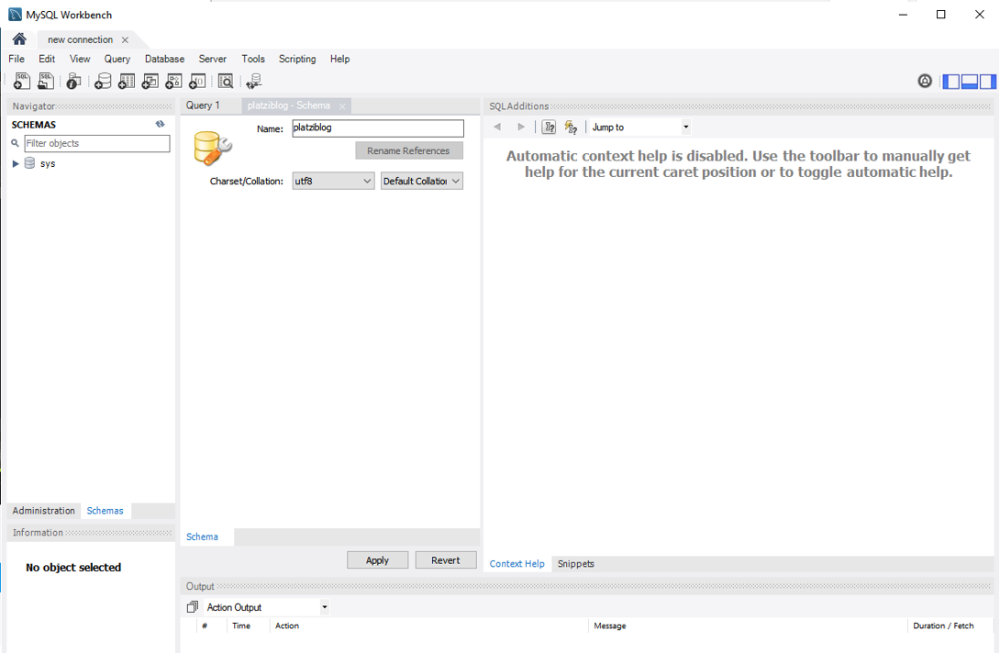 MySQL Workbench
new connection
File Edit View Query Database Server Tools Scripting Help
Navigator
SCHEMAS
Filter objects
sys
Administration Schemas
Information
No object selected
Query 1 platziblog - Schema
Name: platziblog
Rename References
Charset/Collation: utf8 Default Collation
Schema
Apply Revert
SQLAdditions
Jump to
Automatic context help is disabled. Use the toolbar to manually get
help for the current caret position or to toggle automatic help.
Context Help Snippets
Output
Action Output
# Time Action Message Duration / Fetch